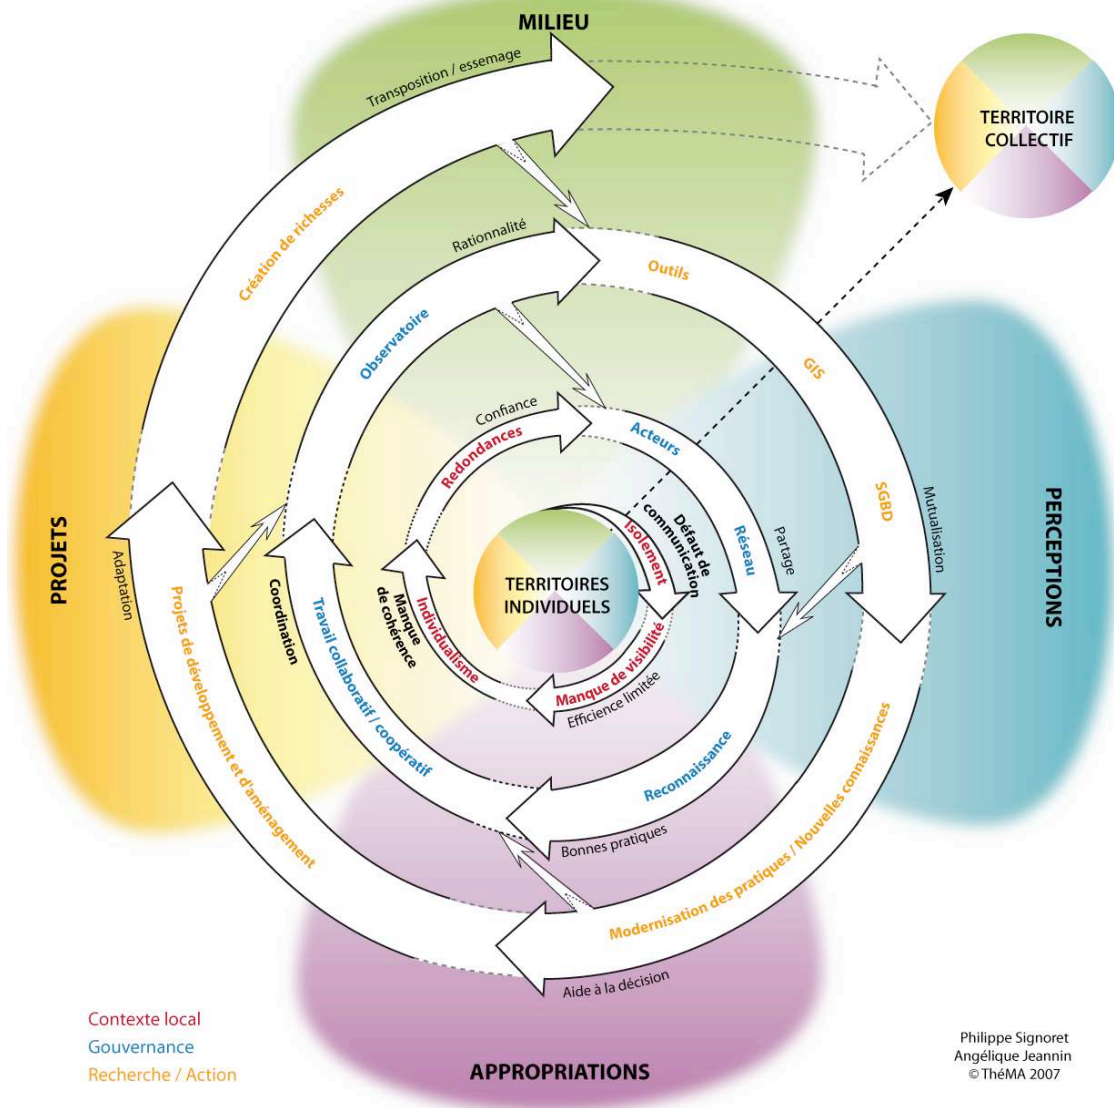 MILIEU
Transposition / essemage
TERRITOIRE
COLLECTIF
Création de richesses
Rationnalité
Outils
Observatoire
GIS
Confiance
Redondances
Acteurs
SGBD
Mutualisation
PROJETS
Adaptation
Isolement
Défaut de
communication
Réseau
Partage
PERCEPTIONS
TERRITOIRES
INDIVIDUELS
Projets de développement et d'aménagement
Coordination
Travail collaboratif / coopératif
Manque
de cohérence
Individualisme
Manque de visibilité
Efficience limitée
Reconnaissance
Bonnes pratiques
Modernisation des pratiques / Nouvelles connaissances
Aide à la décision
Contexte local
Gouvernance
Recherche / Action
APPROPRIATIONS
Philippe Signoret
Angélique Jeannin
© ThéMA 2007